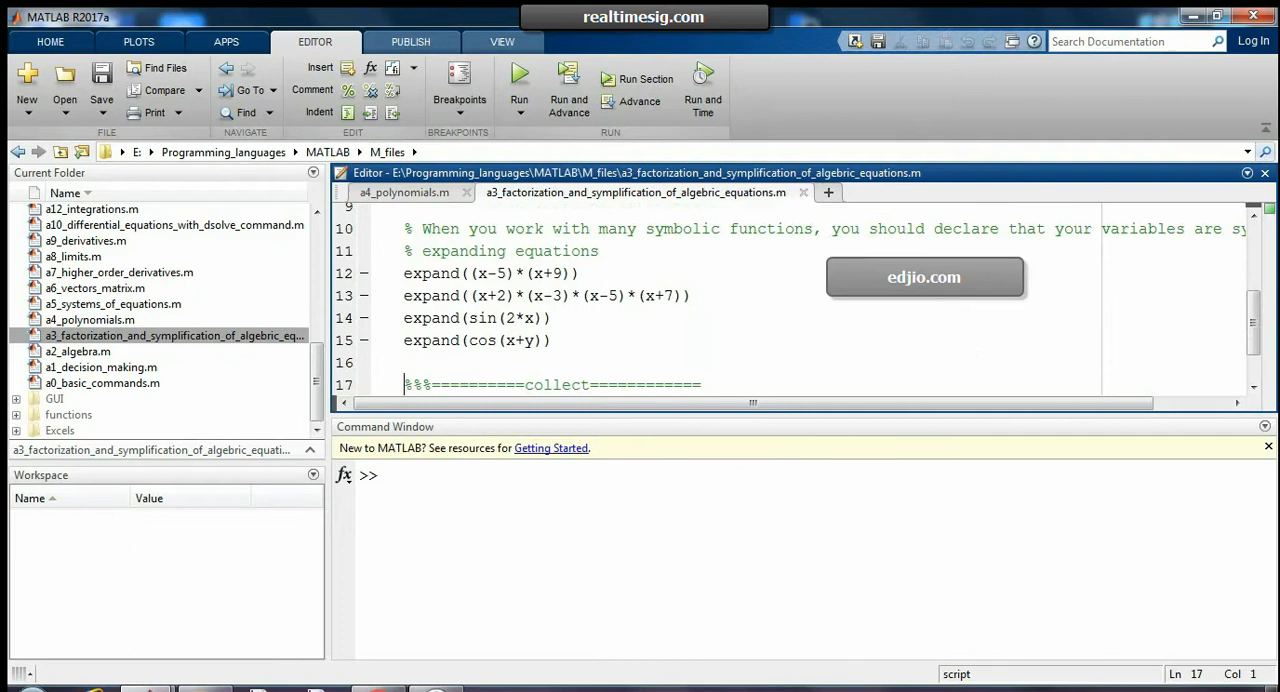 MATLAB R2017a
realtimesig.com
HOME PLOTS APPS EDITOR PUBLISH VIEW
Search Documentation
Log In
New Open Save
Find Files
Compare
Print
FILE
Go To
Find
NAVIGATE
Insert
Comment
Indent
EDIT
Breakpoints
BREAKPOINTS
Run
Run and Advance
Run Section
Advance
Run and Time
RUN
E: Programming_languages MATLAB M_files
Current Folder
Name
a12_integrations.m
a10_differential_equations_with_dsolve_command.m
a9_derivatives.m
a8_limits.m
a7_higher_order_derivatives.m
a6_vectors_matrix.m
a5_systems_of_equations.m
a4_polynomials.m
a3_factorization_and_symplification_of_algebric_eq...
a2_algebra.m
a1_decision_making.m
a0_basic_commands.m
GUI
functions
Excels
a3_factorization_and_symplification_of_algebric_equati...
Workspace
Name Value
Editor - E:\Programming_languages\MATLAB\M_files\a3_factorization_and_symplification_of_algebric_equations.m
a4_polynomials.m a3_factorization_and_symplification_of_algebric_equations.m
9
10 % When you work with many symbolic functions, you should declare that your variables are sy
11 % expanding equations
12 – expand((x-5)*(x+9))
13 – expand((x+2)*(x-3)*(x-5)*(x+7))
14 – expand(sin(2*x))
15 – expand(cos(x+y))
16
17 %%%==========collect============
edjio.com
Command Window
New to MATLAB? See resources for Getting Started.
fx >>
script Ln 17 Col 1